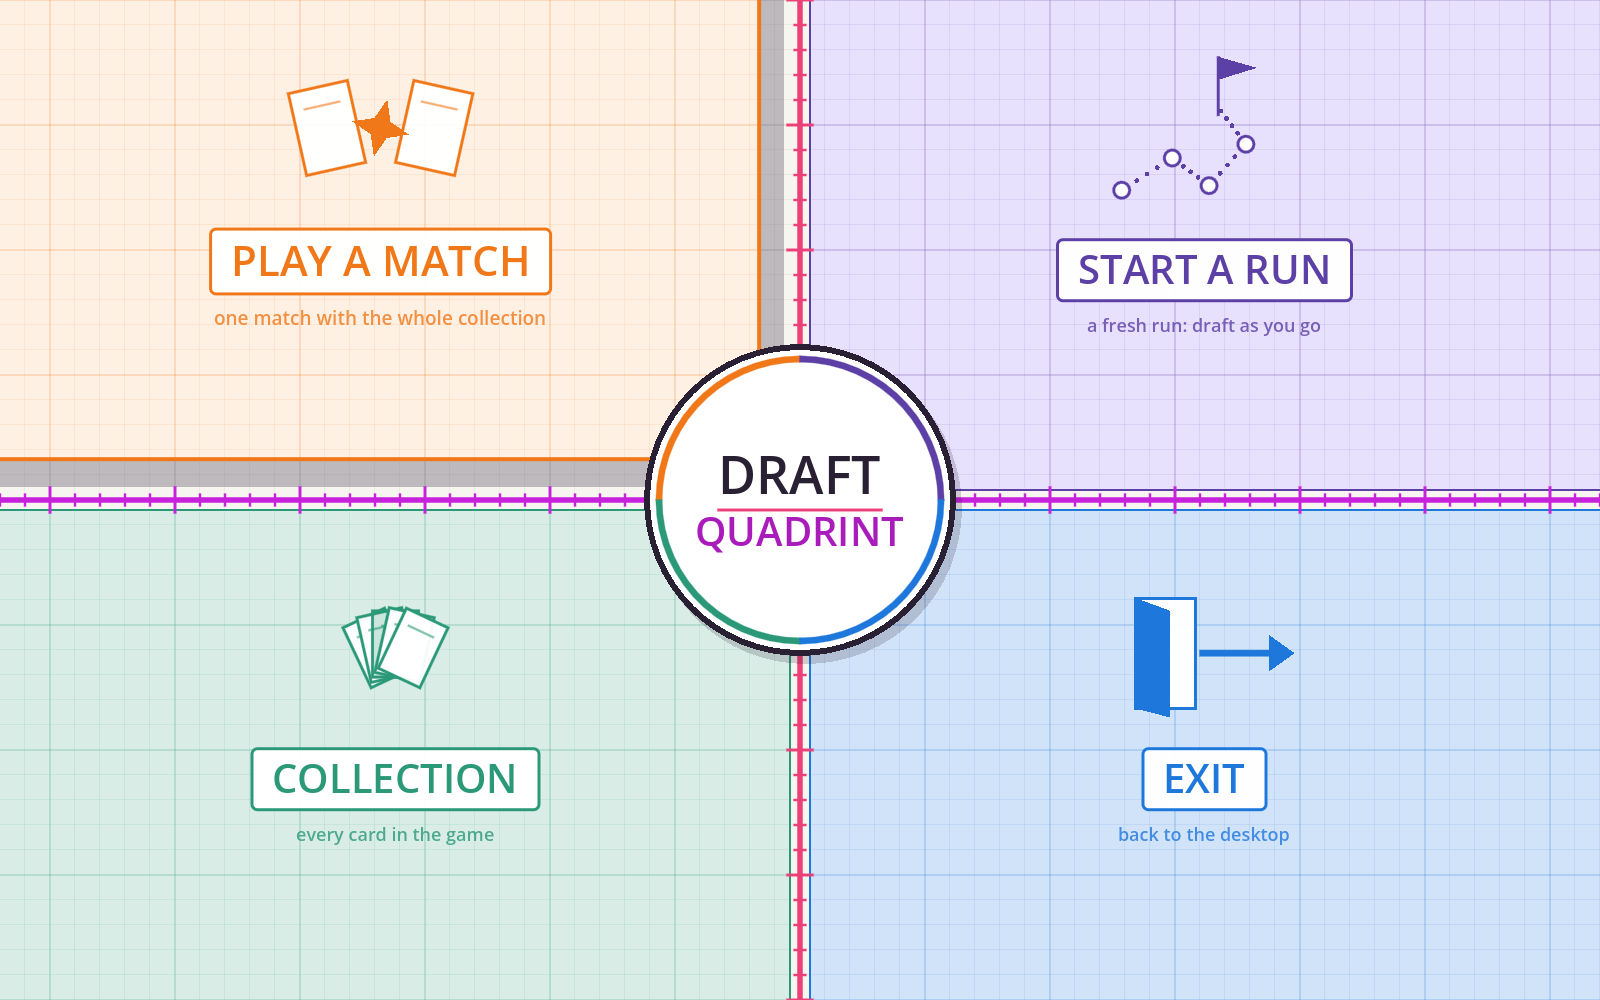 PLAY A MATCH
one match with the whole collection
START A RUN
a fresh run: draft as you go
DRAFT
QUADRINT
COLLECTION
every card in the game
EXIT
back to the desktop